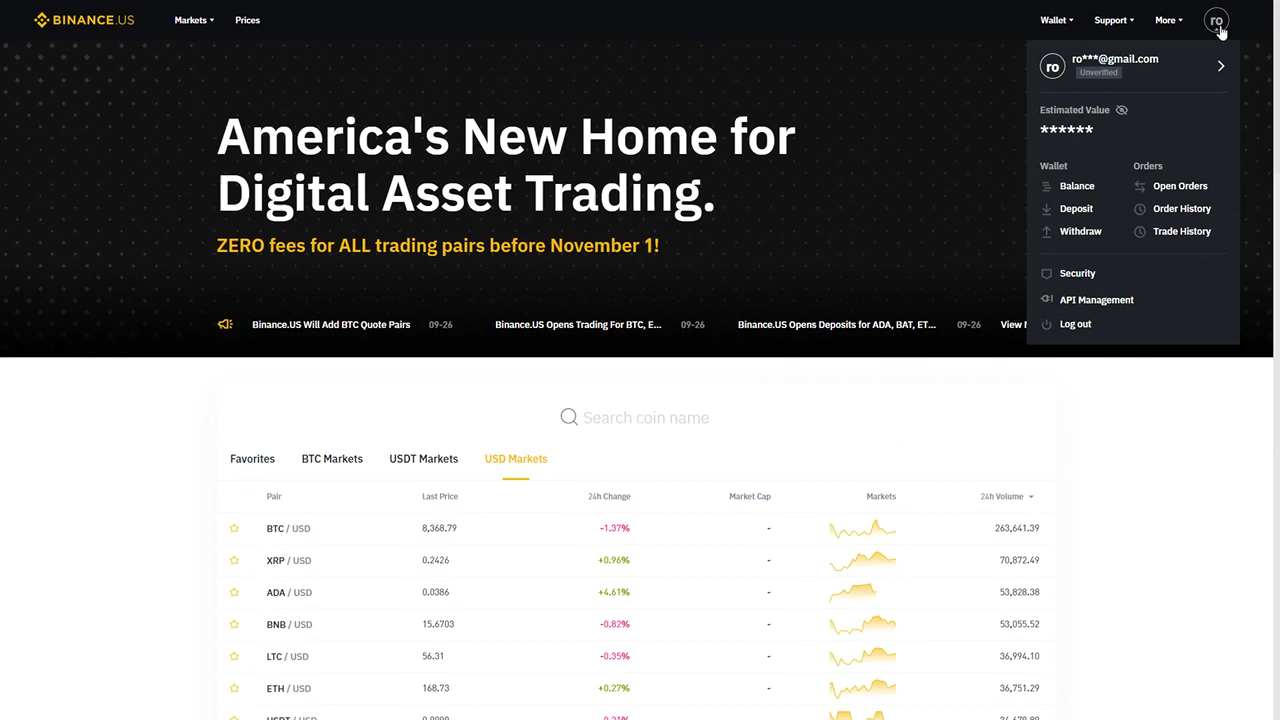 BINANCE.US Markets Prices Wallet Support More ro
ro ro***@gmail.com
Unverified
Estimated Value
******
Wallet Orders
Balance Open Orders
Deposit Order History
Withdraw Trade History
Security
API Management
Log out
America's New Home for
Digital Asset Trading.
ZERO fees for ALL trading pairs before November 1!
Binance.US Will Add BTC Quote Pairs 09-26 Binance.US Opens Trading For BTC, E... 09-26 Binance.US Opens Deposits for ADA, BAT, ET... 09-26 View
Search coin name
Favorites BTC Markets USDT Markets USD Markets
Pair Last Price 24h Change Market Cap Markets 24h Volume
BTC / USD 8,368.79 -1.37% - 263,641.39
XRP / USD 0.2426 +0.96% - 70,872.49
ADA / USD 0.0386 +4.61% - 53,828.38
BNB / USD 15.6703 -0.82% - 53,055.52
LTC / USD 56.31 -0.35% - 36,994.10
ETH / USD 168.73 +0.27% - 36,751.29